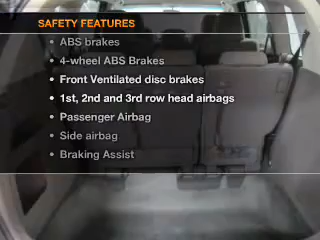 SAFETY FEATURES
• ABS brakes
• 4-wheel ABS Brakes
• Front Ventilated disc brakes
• 1st, 2nd and 3rd row head airbags
• Passenger Airbag
• Side airbag
• Braking Assist